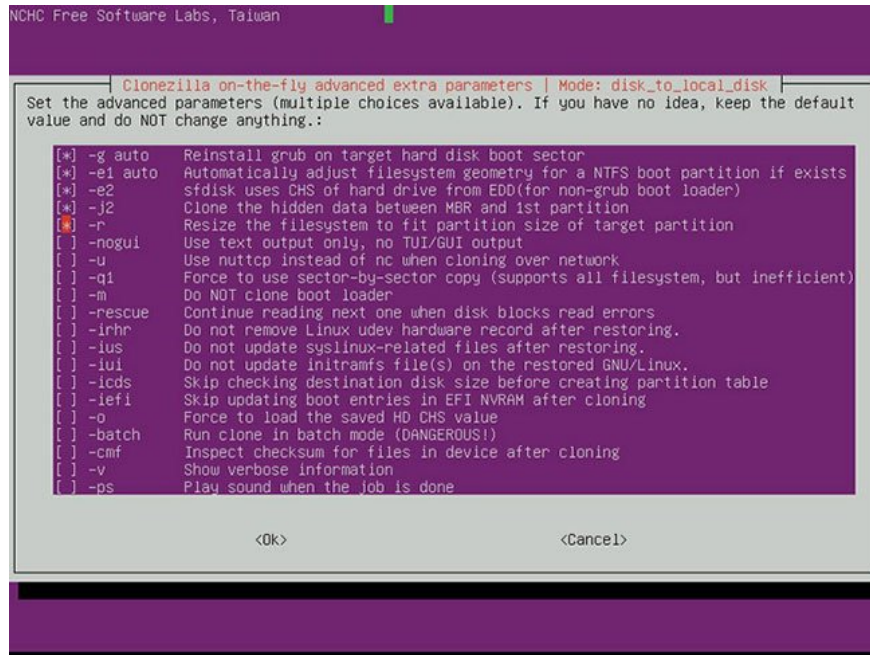 NCHC Free Software Labs, Taiwan
Clonezilla on-the-fly advanced extra parameters | Mode: disk_to_local_disk
Set the advanced parameters (multiple choices available). If you have no idea, keep the default
value and do NOT change anything.:
[*] -g auto Reinstall grub on target hard disk boot sector
[*] -e1 auto Automatically adjust filesystem geometry for a NTFS boot partition if exists
[*] -e2 sfdisk uses CHS of hard drive from EDD(for non-grub boot loader)
[*] -j2 Clone the hidden data between MBR and 1st partition
[*] -r Resize the filesystem to fit partition size of target partition
[ ] -nogui Use text output only, no TUI/GUI output
[ ] -u Use nuttcp instead of nc when cloning over network
[ ] -q1 Force to use sector-by-sector copy (supports all filesystem, but inefficient)
[ ] -m Do NOT clone boot loader
[ ] -rescue Continue reading next one when disk blocks read errors
[ ] -irhr Do not remove Linux udev hardware record after restoring.
[ ] -ius Do not update syslinux-related files after restoring.
[ ] -iui Do not update initramfs file(s) on the restored GNU/Linux.
[ ] -icds Skip checking destination disk size before creating partition table
[ ] -iefi Skip updating boot entries in EFI NVRAM after cloning
[ ] -o Force to load the saved HD CHS value
[ ] -batch Run clone in batch mode (DANGEROUS!)
[ ] -cmf Inspect checksum for files in device after cloning
[ ] -v Show verbose information
[ ] -ps Play sound when the job is done
<Ok> <Cancel>